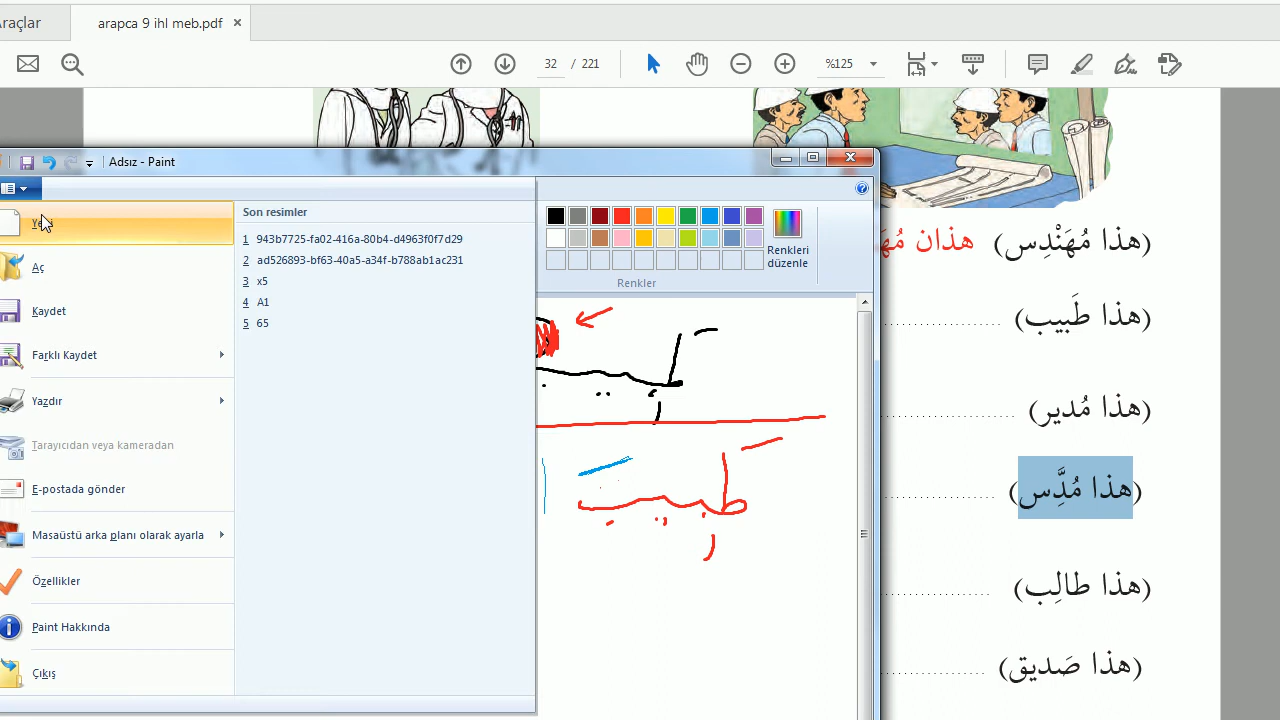 Araçlar
arapca 9 ihl meb.pdf ×
32 / 221
%125
Adsız - Paint
Yeni
Aç
Kaydet
Farklı Kaydet
Yazdır
Tarayıcıdan veya kameradan
E-postada gönder
Masaüstü arka planı olarak ayarla
Özellikler
Paint Hakkında
Çıkış
Son resimler
1 943b7725-fa02-4163-80b4-d4963f0f7d29
2 ad526893-bf63-40a5-a34f-b788ab1ac231
3 x5
4 A1
5 65
Renkleri düzenle
Renkler
(هذا مُهَنْدِس) هذان
(هذا طَبيب) ....................
(هذا مُدير) ....................
(هذا مُدَّرِس) ....................
(هذا طالِب) ....................
(هذا صَديق) ....................